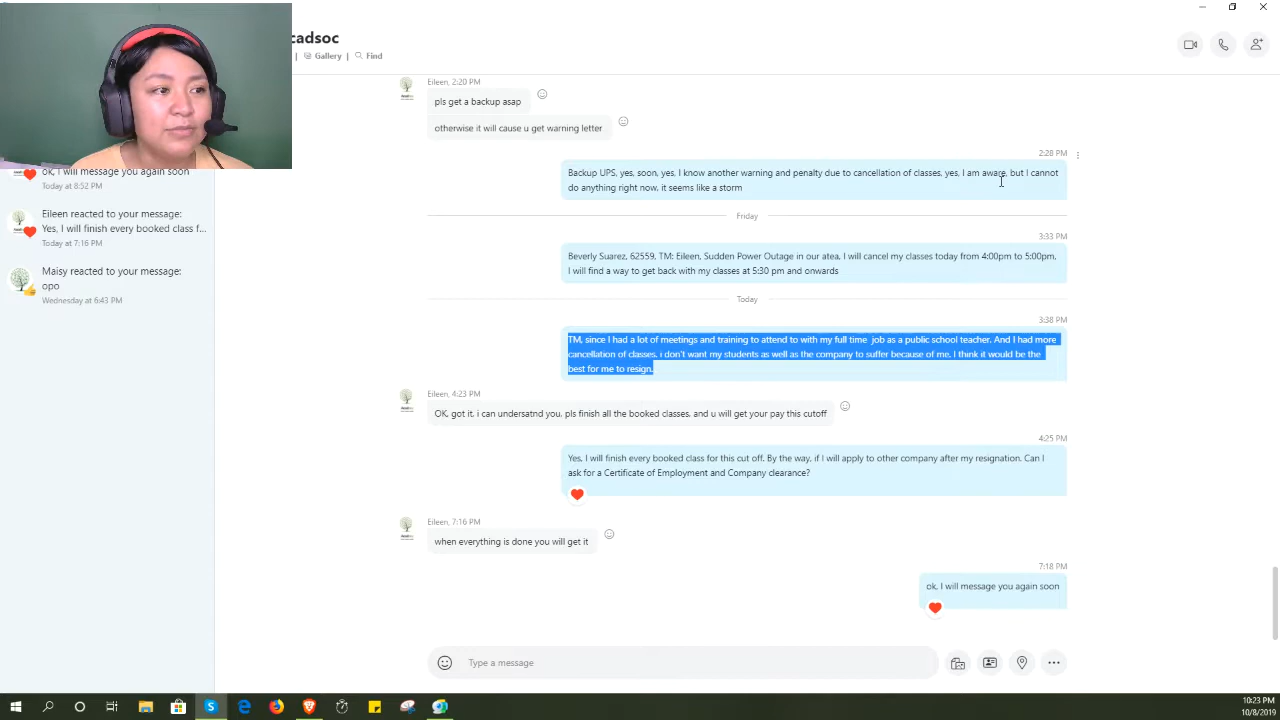 cadsoc
| Gallery | Find
ok, I will message you again soon
Today at 8:52 PM
Eileen reacted to your message:
Yes, I will finish every booked class f...
Today at 7:16 PM
Maisy reacted to your message:
opo
Wednesday at 6:43 PM
Eileen, 2:20 PM
pls get a backup asap
otherwise it will cause u get warning letter
2:28 PM
Backup UPS, yes, soon, yes, I know another warning and penalty due to cancellation of classes, yes, I am aware, but I cannot
do anything right now, it seems like a storm
Friday
3:33 PM
Beverly Suarez, 62559, TM: Eileen, Sudden Power Outage in our atea, I will cancel my classes today from 4:00pm to 5:00pm,
I will find a way to get back with my classes at 5:30 pm and onwards
Today
3:38 PM
TM, since I had a lot of meetings and training to attend to with my full time job as a public school teacher. And I had more
cancellation of classes. i don't want my students as well as the company to suffer because of me. I think it would be the
best for me to resign.
Eileen, 4:23 PM
OK, got it, i can undersatnd you, pls finish all the booked classes, and u will get your pay this cutoff
4:25 PM
Yes, I will finish every booked class for this cut off. By the way, if I will apply to other company after my resignation. Can I
ask for a Certificate of Employment and Company clearance?
Eileen, 7:16 PM
when everything is done you will get it
7:18 PM
ok, I will message you again soon
Type a message
10:23 PM
10/8/2019